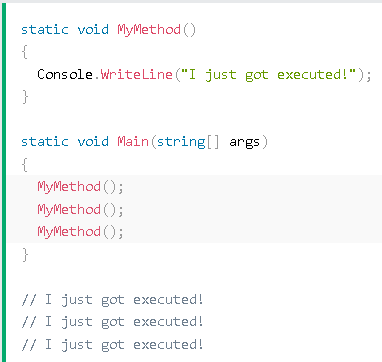 static void MyMethod()
{
  Console.WriteLine("I just got executed!");
}

static void Main(string[] args)
{
  MyMethod();
  MyMethod();
  MyMethod();
}

// I just got executed!
// I just got executed!
// I just got executed!